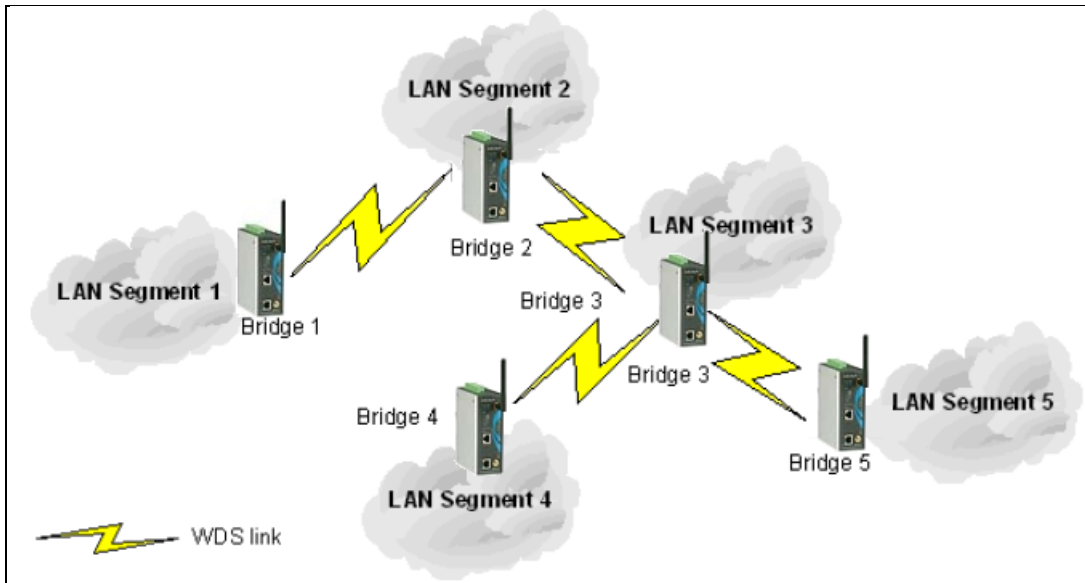 LAN Segment 2
Bridge 2
LAN Segment 3
LAN Segment 1
Bridge 1
Bridge 3
Bridge 3
Bridge 4
LAN Segment 5
Bridge 5
LAN Segment 4
WDS link